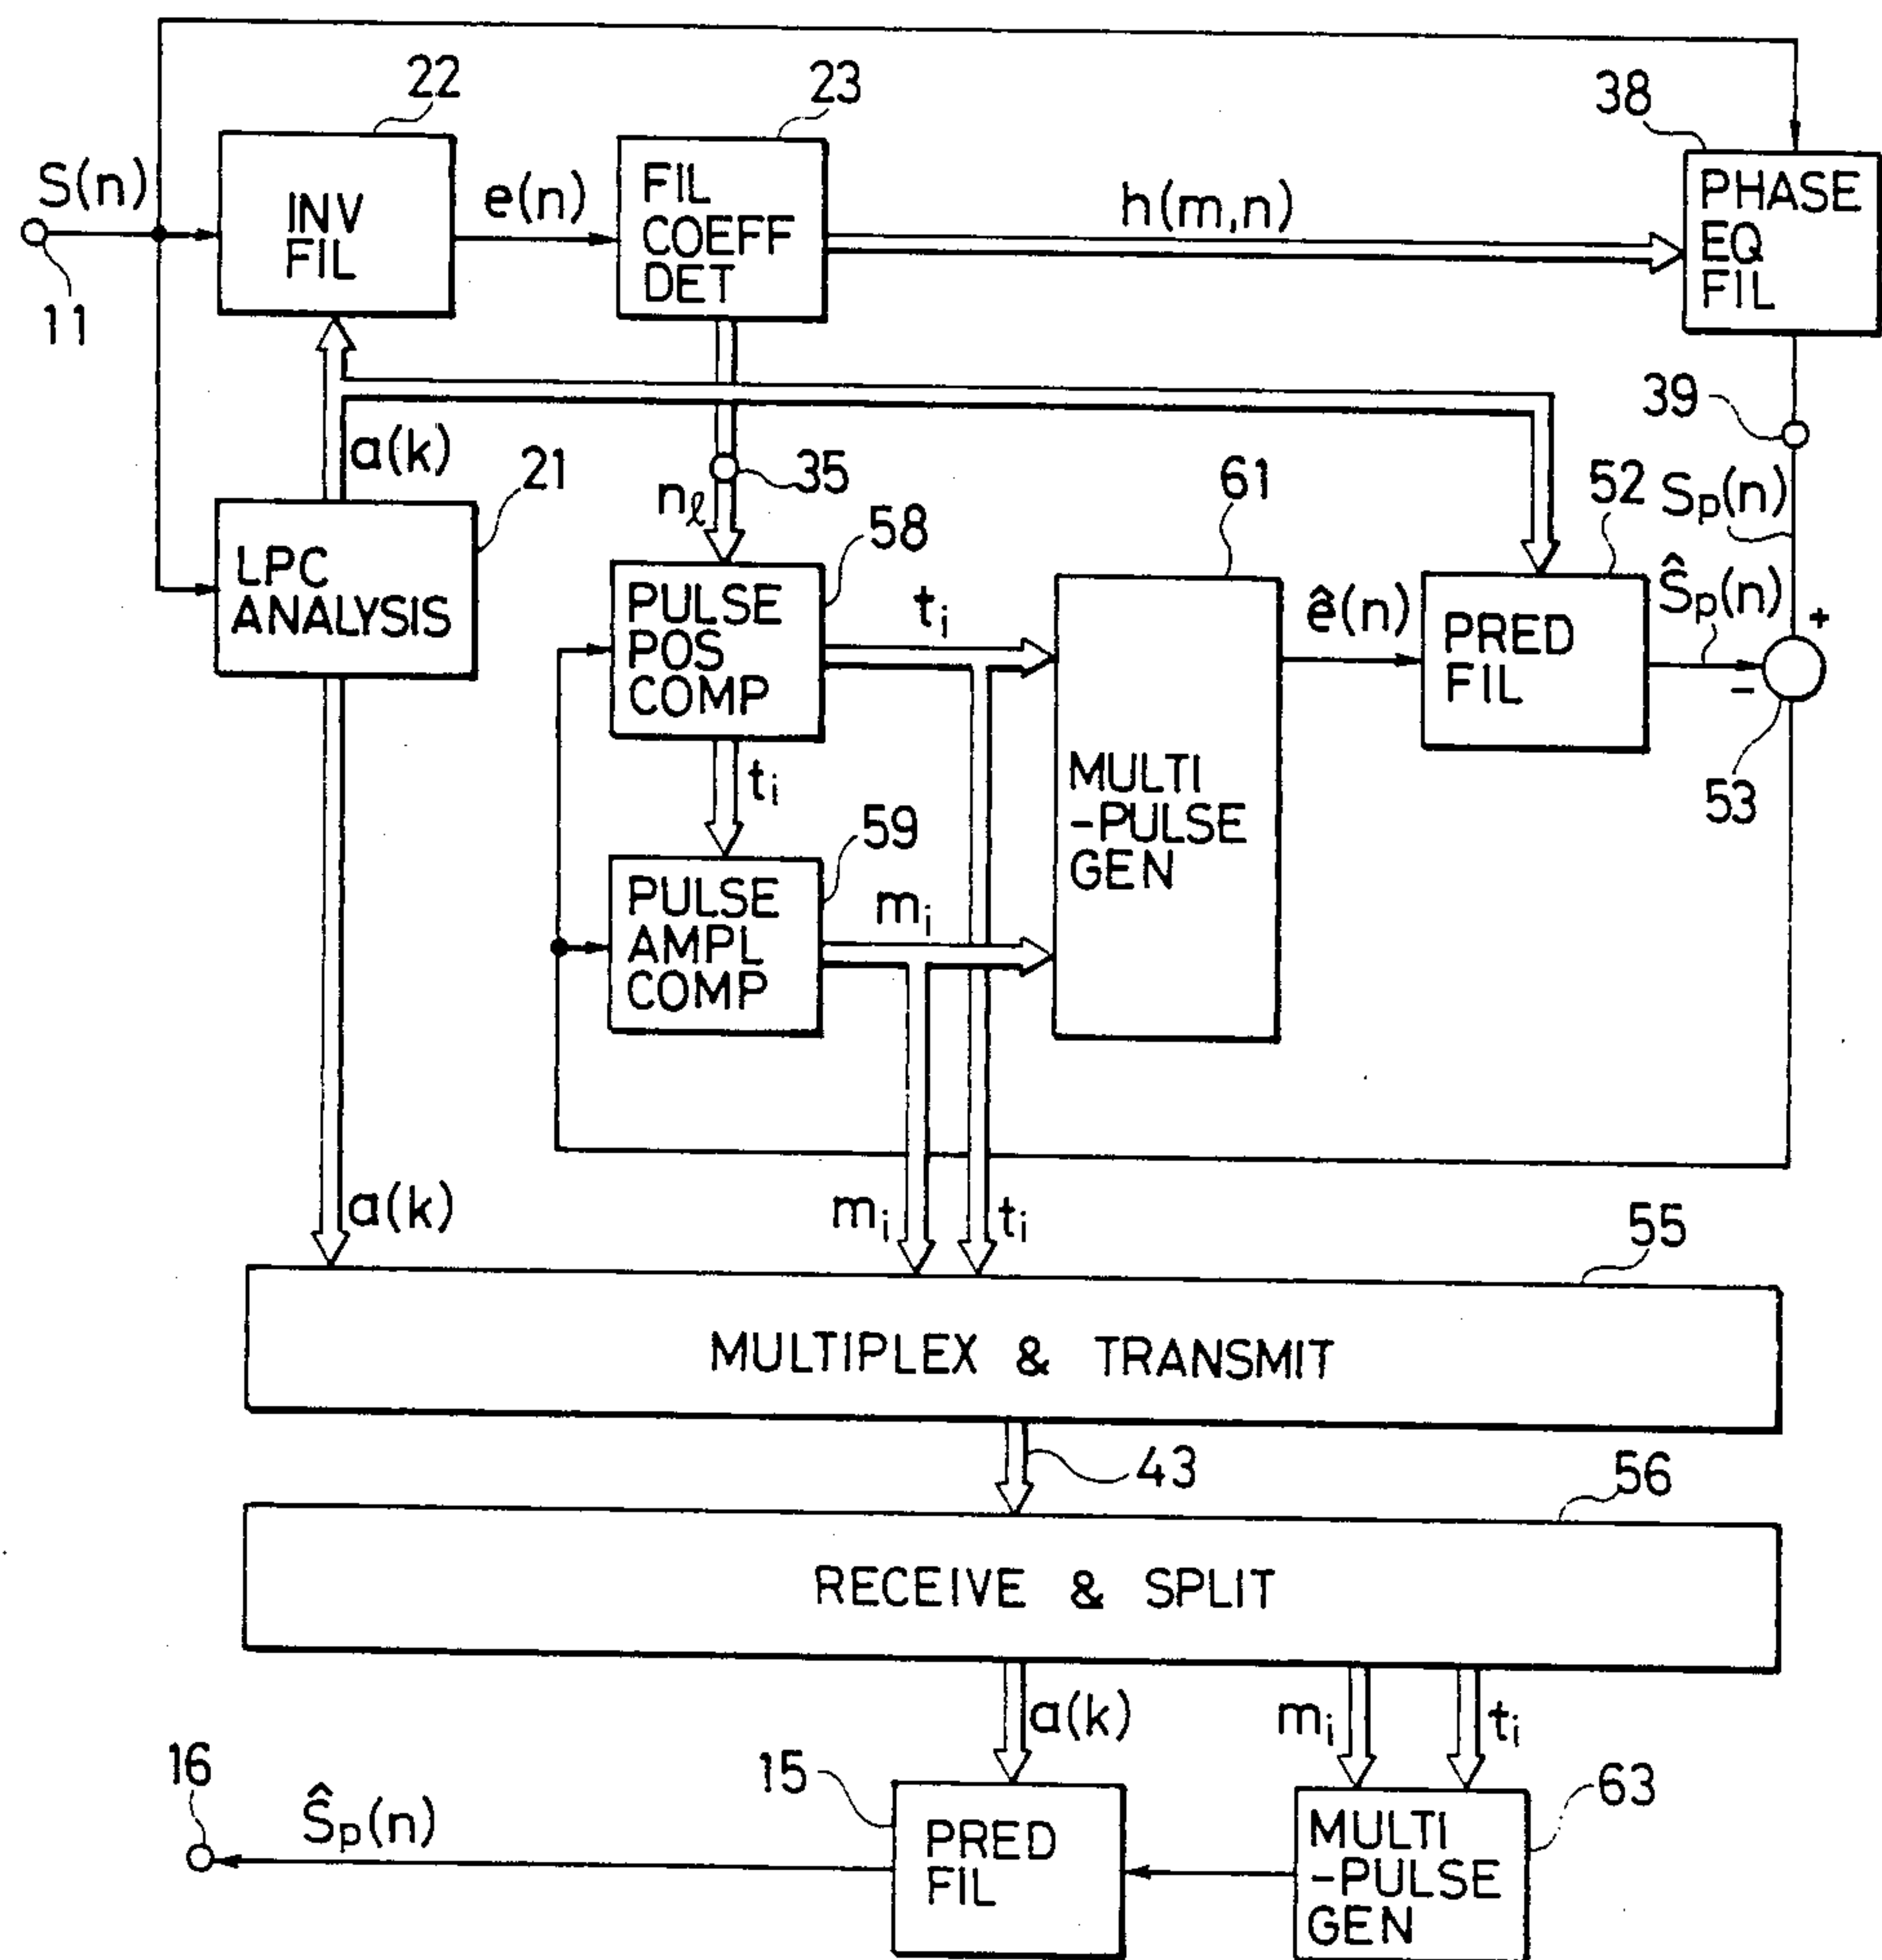 22
23
38
S(n)
INV
FIL
e(n)
FIL
COEFF
DET
h(m,n)
PHASE
EQ
FIL
11
39
a(k)
21
35
nℓ
58
61
52
Sp(n)
LPC
ANALYSIS
PULSE
POS
COMP
ti
ê(n)
PRED
FIL
Ŝp(n)
+
-
53
ti
MULTI
-PULSE
GEN
59
PULSE
AMPL
COMP
mi
a(k)
mi
ti
55
MULTIPLEX & TRANSMIT
43
56
RECEIVE & SPLIT
a(k)
mi
ti
16
Ŝp(n)
15
PRED
FIL
63
MULTI
-PULSE
GEN